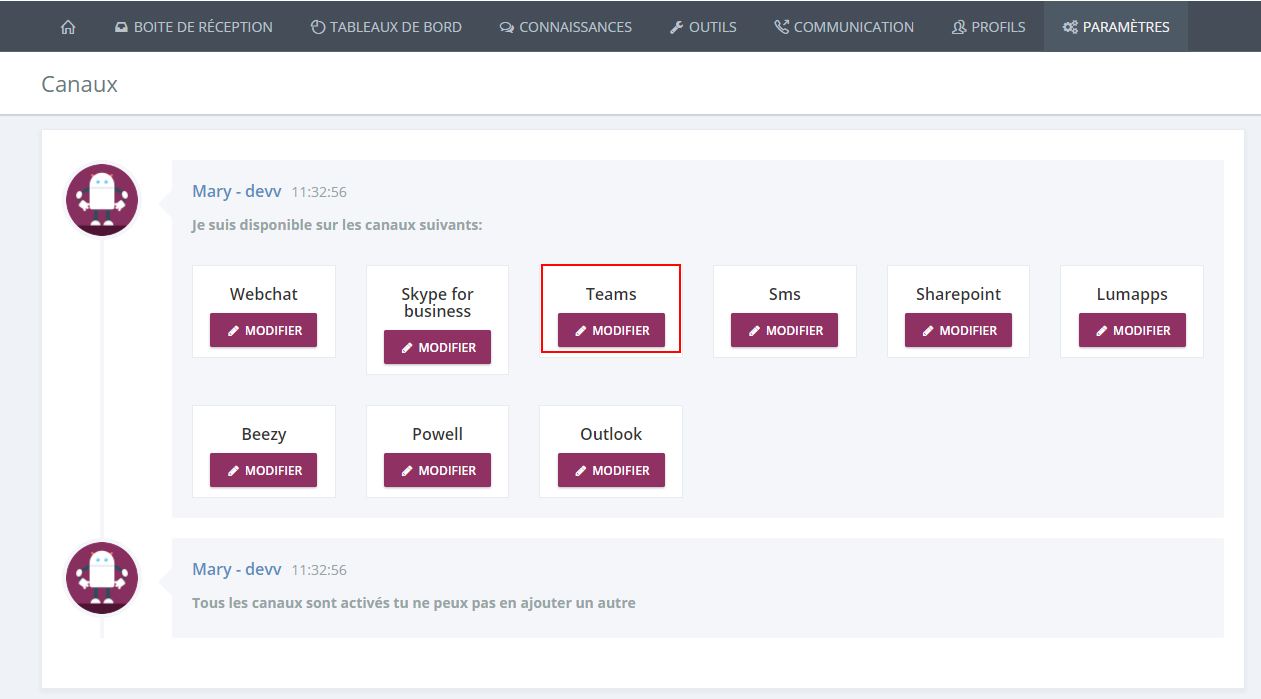 BOITE DE RÉCEPTION TABLEAUX DE BORD CONNAISSANCES OUTILS COMMUNICATION PROFILS PARAMÈTRES
Canaux
Mary - devv 11:32:56
Je suis disponible sur les canaux suivants:
Webchat
MODIFIER
Skype for
business
MODIFIER
Teams
MODIFIER
Sms
MODIFIER
Sharepoint
MODIFIER
Lumapps
MODIFIER
Beezy
MODIFIER
Powell
MODIFIER
Outlook
MODIFIER
Mary - devv 11:32:56
Tous les canaux sont activés tu ne peux pas en ajouter un autre